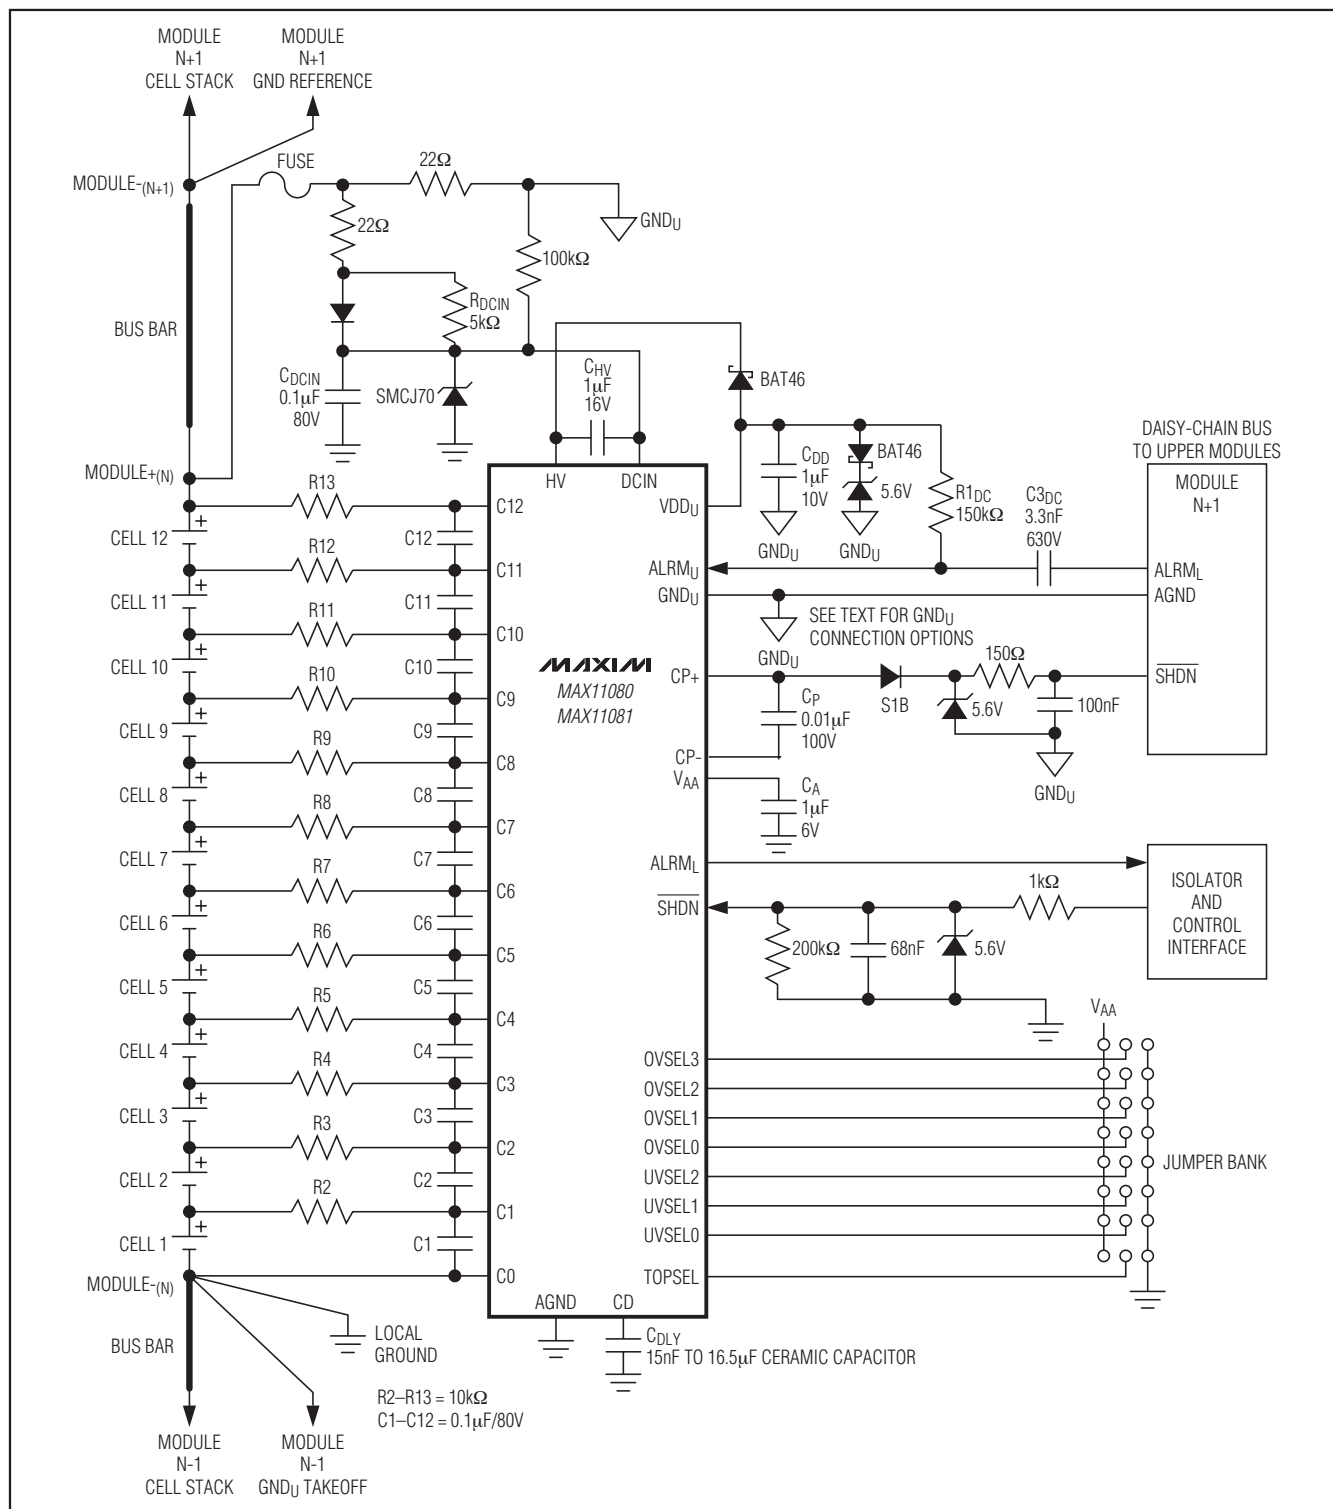 MODULE
N+1
CELL STACK
MODULE
N+1
GND REFERENCE
MODULE-(N+1)
FUSE
22Ω
22Ω
GNDU
100kΩ
RDCIN
5kΩ
BUS BAR
CDCIN
0.1µF
80V
SMCJ70
CHV
1µF
16V
BAT46
MODULE+(N)
HV
DCIN
VDDU
CDD
1µF
10V
GNDU
BAT46
5.6V
GNDU
R1DC
150kΩ
C3DC
3.3nF
630V
DAISY-CHAIN BUS
TO UPPER MODULES
MODULE
N+1
ALRML
AGND
SHDN
R13
C12
C12
CELL 12
R12
C11
C11
CELL 11
R11
C10
C10
CELL 10
R10
C9
C9
CELL 9
R9
C8
C8
CELL 8
R8
C7
C7
CELL 7
R7
C6
C6
CELL 6
R6
C5
C5
CELL 5
R5
C4
C4
CELL 4
R4
C3
C3
CELL 3
R3
C2
C2
CELL 2
R2
C1
C1
CELL 1
C0
+
+
+
+
+
+
+
+
+
+
+
+
MAXIM
MAX11080
MAX11081
ALRMU
GNDU
GNDU
SEE TEXT FOR GNDU
CONNECTION OPTIONS
CP+
CP
0.01µF
100V
CP-
S1B
5.6V
150Ω
100nF
GNDU
VAA
CA
1µF
6V
ALRML
SHDN
200kΩ
68nF
5.6V
1kΩ
ISOLATOR
AND
CONTROL
INTERFACE
VAA
OVSEL3
OVSEL2
OVSEL1
OVSEL0
UVSEL2
UVSEL1
UVSEL0
TOPSEL
JUMPER BANK
MODULE-(N)
BUS BAR
LOCAL
GROUND
AGND
CD
CDLY
15nF TO 16.5µF CERAMIC CAPACITOR
R2–R13 = 10kΩ
C1–C12 = 0.1µF/80V
MODULE
N-1
CELL STACK
MODULE
N-1
GNDU TAKEOFF